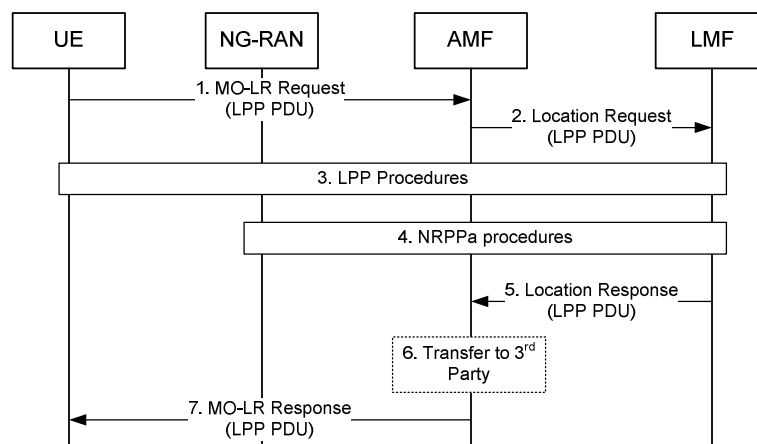 UE
NG-RAN
AMF
LMF
1. MO-LR Request
(LPP PDU)
2. Location Request
(LPP PDU)
3. LPP Procedures
4. NRPPa procedures
5. Location Response
(LPP PDU)
6. Transfer to 3rd
Party
7. MO-LR Response
(LPP PDU)